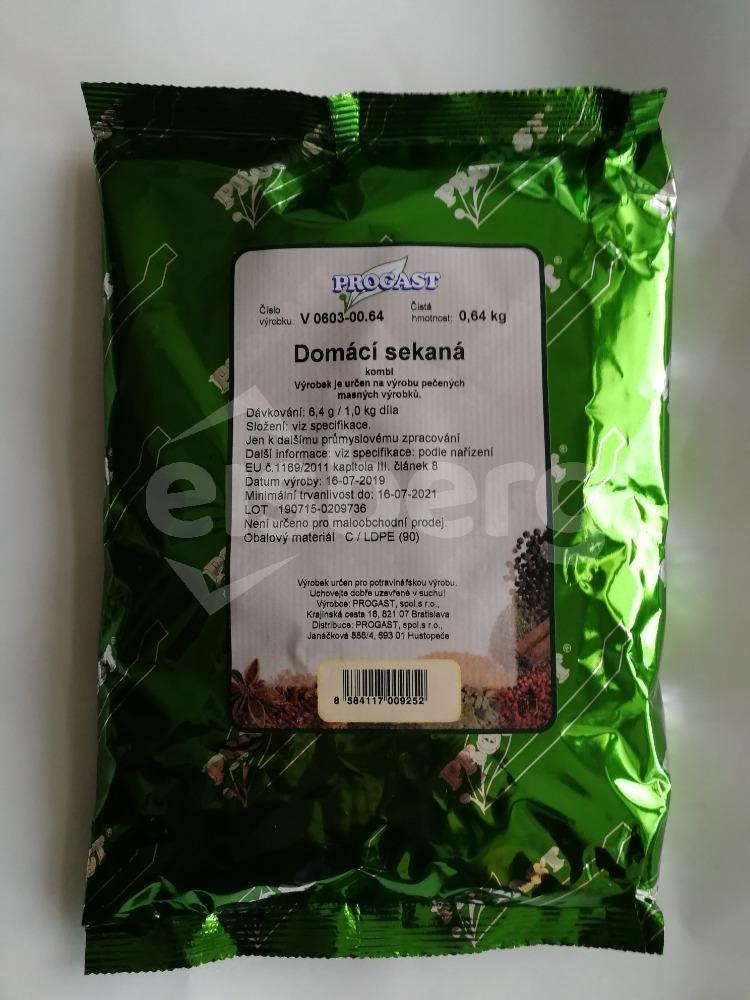 PROGAST
Číslo výrobku: V 0603-00.64 Čistá hmotnost: 0,64 kg
Domácí sekaná
kombi
Výrobek je určen na výrobu pečených
masných výrobků.
Dávkování: 6,4 g / 1,0 kg díla
Složení: viz specifikace.
Jen k dalšímu průmyslovému zpracování
Další informace: viz specifikace: podle nařízení
EU č.1169/2011 kapitola III. článek 8
Datum výroby: 16-07-2019
Minimální trvanlivost do: 16-07-2021
LOT 190715-0209736
Není určeno pro maloobchodní prodej.
Obalový materiál C / LDPE (90)
Výrobek určen pro potravinářskou výrobu.
Uchovejte dobře uzavřené v suchu!
Výrobce: PROGAST, spol.s r.o.,
Krajinská cesta 18, 821 07 Bratislava
Distribuce: PROGAST, spol.s r.o.,
Janáčková 888/4, 693 01 Hustopeče
8 584117 009252